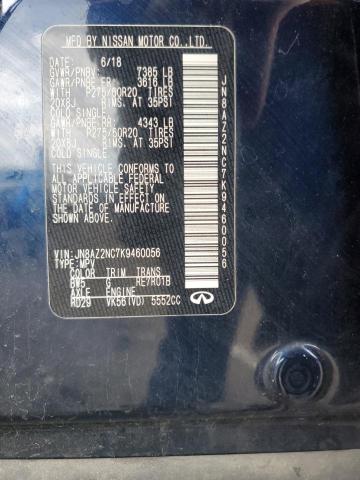 MFD BY NISSAN MOTOR CO.,LTD.
DATE: 6/18
GVWR/PNBV: 7385 LB
GAWR/PNBE FR: 3616 LB
WITH P275/60R20 TIRES
20X8J RIMS. AT 35PSI
COLD SINGLE
GAWR/PNBE RR: 4343 LB
WITH P275/60R20 TIRES
20X8J RIMS. AT 35PSI
COLD SINGLE
THIS VEHICLE CONFORMS
TO ALL APPLICABLE FEDERAL
MOTOR VEHICLE SAFETY
STANDARDS IN EFFECT
ON THE DATE OF
MANUFACTURE SHOWN
ABOVE.
VIN:JN8AZ2NC7K9460056
TYPE:MPV
COLOR TRIM TRANS
BW5 G RE7R01B
AXLE ENGINE
RD29 VK56(VD) 5552CC
INFINITI
JN8AZ2NC7K9460056